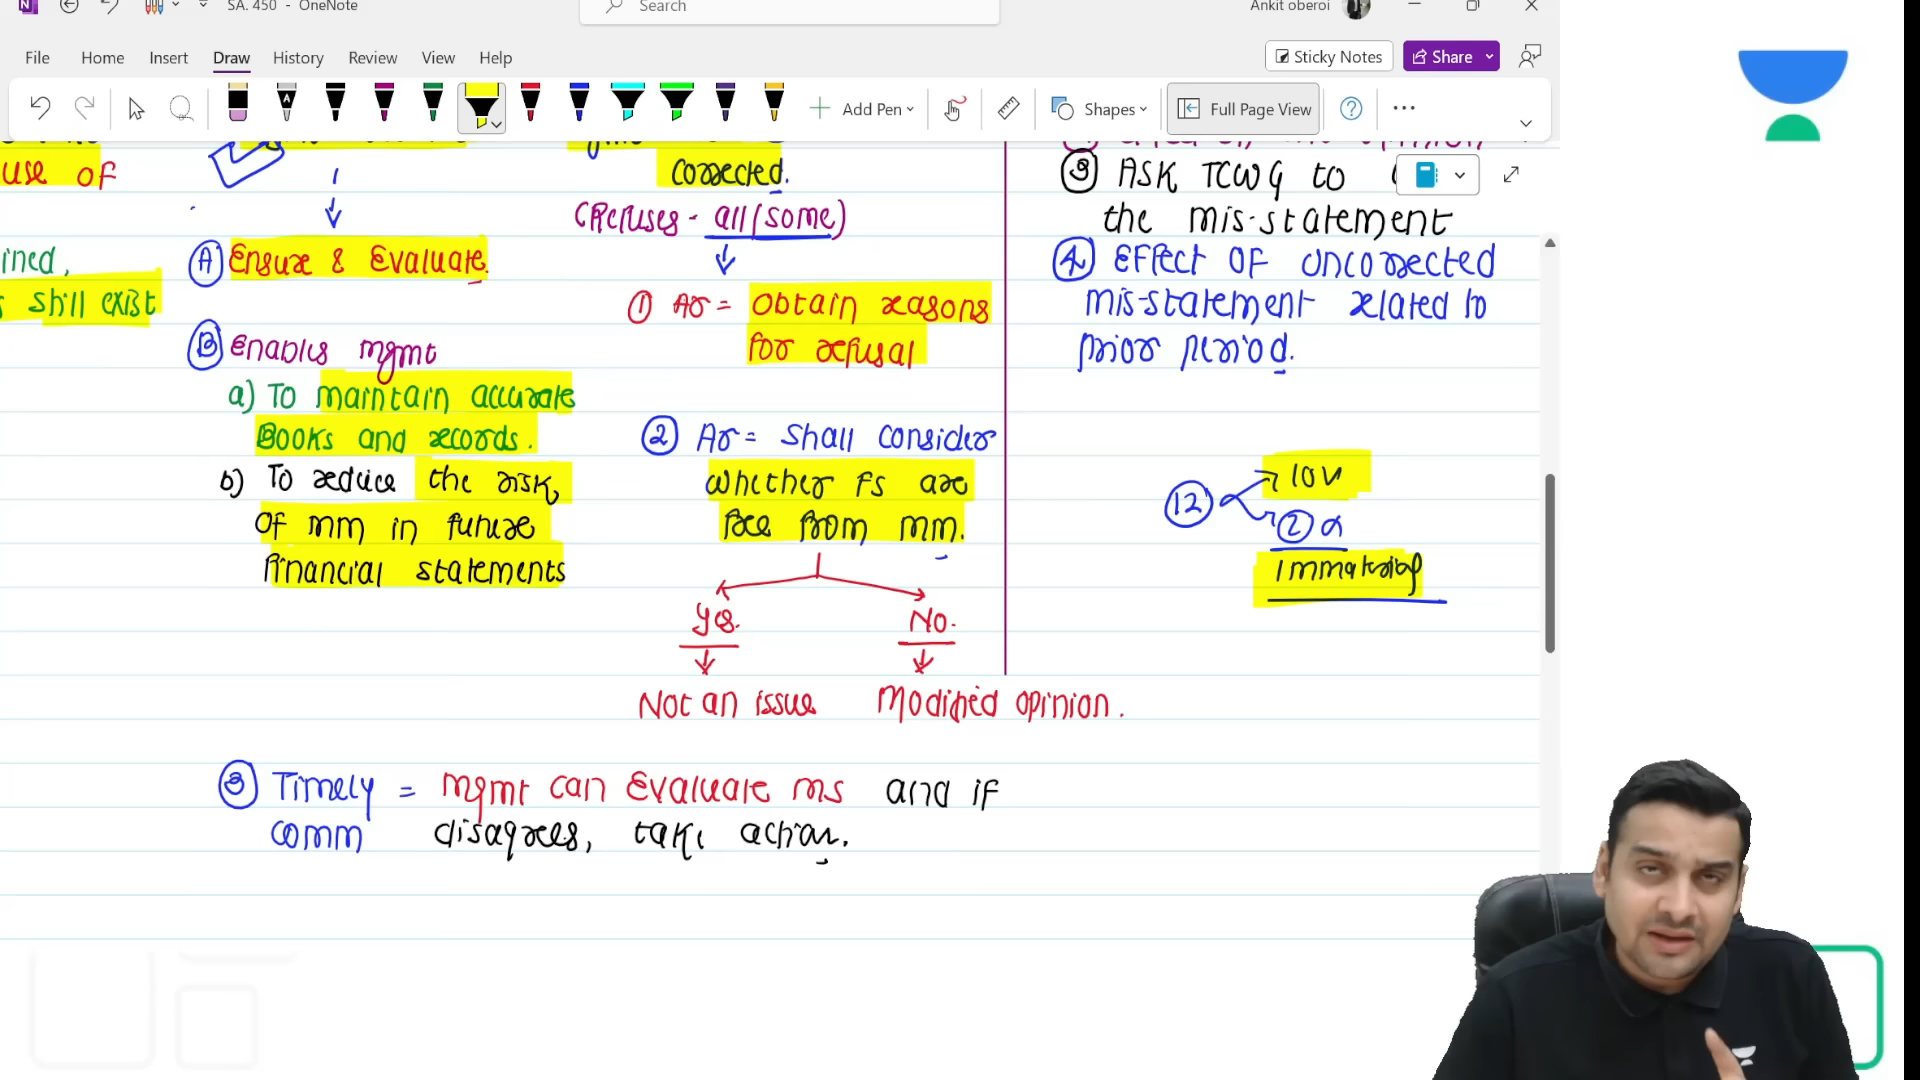 SA. 450 - OneNote
Search
Ankit oberoi
File Home Insert Draw History Review View Help
Sticky Notes
Share
Add Pen
Shapes
Full Page View
use of
ined,
s still exist
(A) Ensure & Evaluate.
(B) Enables mgmt
a) To maintain accurate
Books and records.
b) To reduce the risk
of mm in future
financial statements
corrected.
(Refuses - all (some)
① Ar = obtain reasons
for refusal
② Ar = shall consider
whether FS are
free from mm.
Yes.
No.
Not an issue
Modified opinion.
③ ASK TCWG to
the mis-statement
④ Effect of uncorrected
mis-statement related to
prior period.
12
10
2
immaterial
③ Timely = mgmt can Evaluate ms and if
comm disagrees, take action.